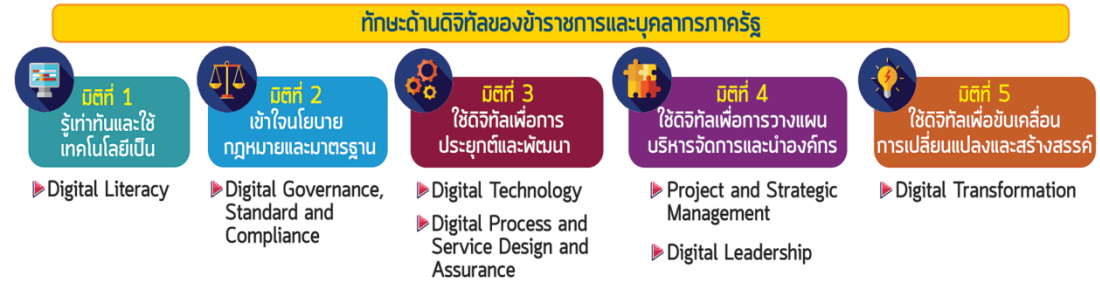 ทักษะด้านดิจิทัลของข้าราชการและบุคลากรภาครัฐ
มิติที่ 1
รู้เท่าทันและใช้
เทคโนโลยีเป็น
Digital Literacy
มิติที่ 2
เข้าใจนโยบาย
กฎหมายและมาตรฐาน
Digital Governance,
Standard and
Compliance
มิติที่ 3
ใช้ดิจิทัลเพื่อการ
ประยุกต์และพัฒนา
Digital Technology
Digital Process and
Service Design and
Assurance
มิติที่ 4
ใช้ดิจิทัลเพื่อการวางแผน
บริหารจัดการและนำองค์กร
Project and Strategic
Management
Digital Leadership
มิติที่ 5
ใช้ดิจิทัลเพื่อขับเคลื่อน
การเปลี่ยนแปลงและสร้างสรรค์
Digital Transformation